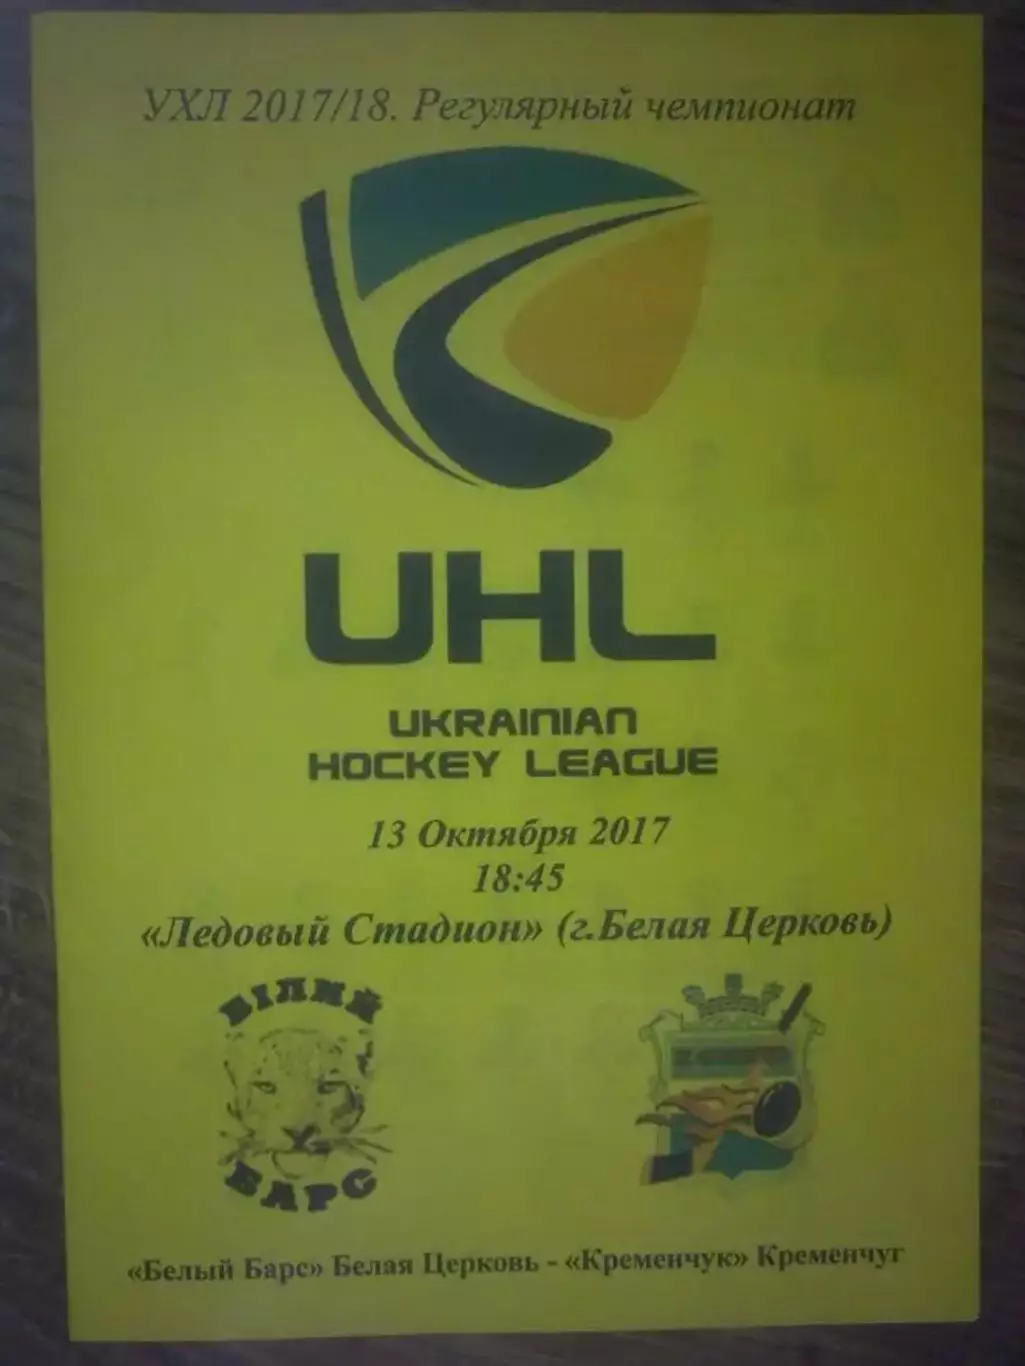 УХЛ 2017/18. Регулярный чемпионат
UHL
UKRAINIAN
HOCKEY LEAGUE
13 Октября 2017
18:45
«Ледовый Стадион» (г.Белая Церковь)
БІЛИЙ
БАРС
«Белый Барс» Белая Церковь - «Кременчук» Кременчуг